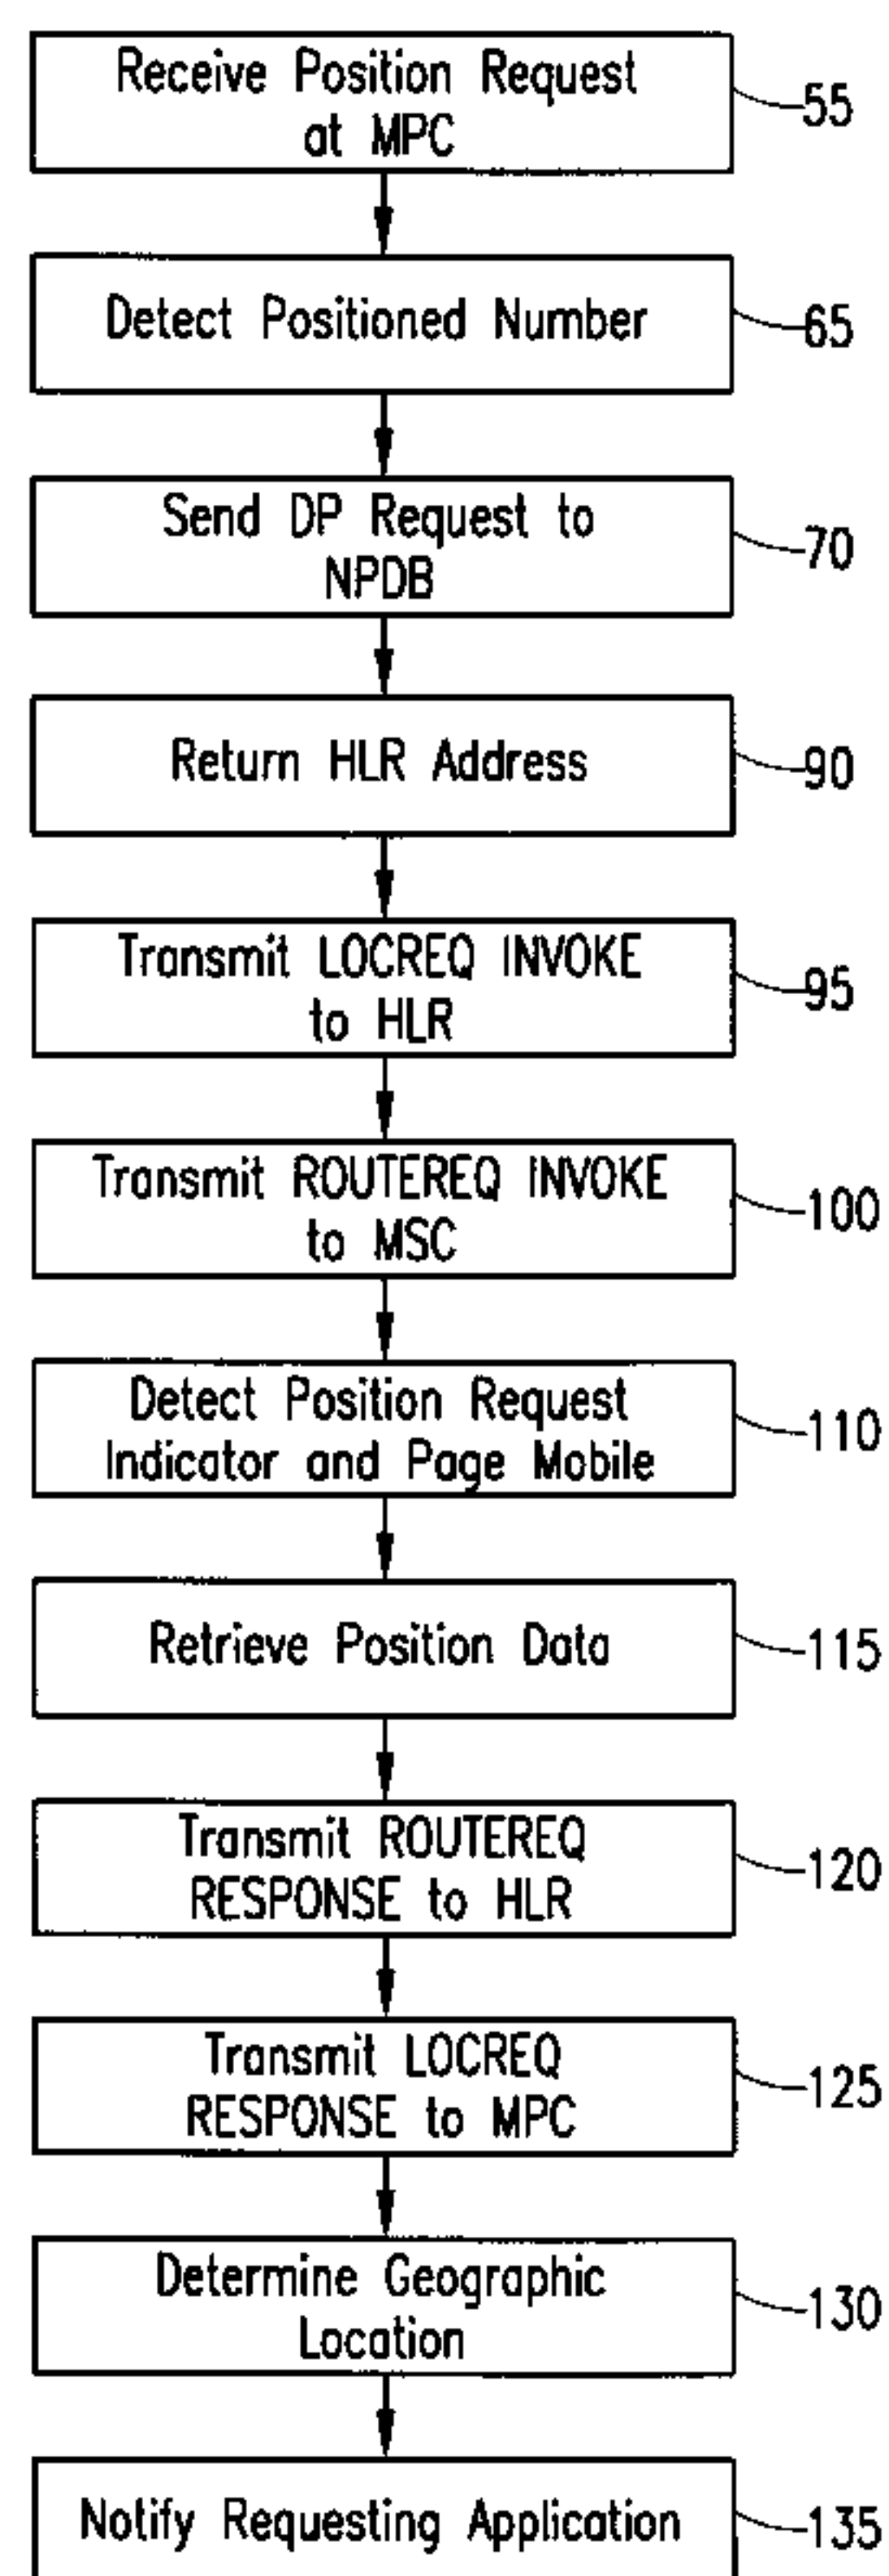 Receive Position Request
at MPC
55
Detect Positioned Number
65
Send DP Request to
NPDB
70
Return HLR Address
90
Transmit LOCREQ INVOKE
to HLR
95
Transmit ROUTEREQ INVOKE
to MSC
100
Detect Position Request
Indicator and Page Mobile
110
Retrieve Position Data
115
Transmit ROUTEREQ
RESPONSE to HLR
120
Transmit LOCREQ
RESPONSE to MPC
125
Determine Geographic
Location
130
Notify Requesting Application
135